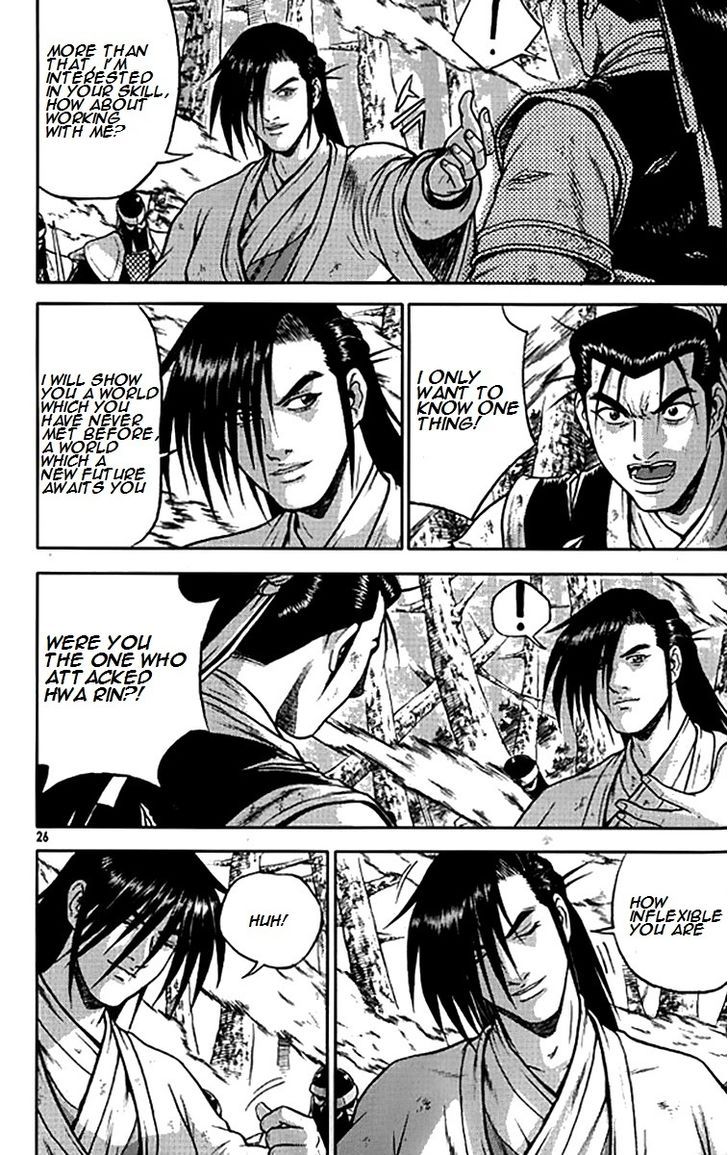 MORE THAN
THAT, I'M
INTERESTED
IN YOUR SKILL,
HOW ABOUT
WORKING
WITH ME?
!
I WILL SHOW
YOU A WORLD
WHICH YOU
HAVE NEVER
MET BEFORE,
A WORLD
WHICH A
NEW FUTURE
AWAITS YOU
I ONLY
WANT TO
KNOW ONE
THING!
WERE YOU
THE ONE WHO
ATTACKED
HWA RIN?!
!
26
HUH!
HOW
INFLEXIBLE
YOU ARE